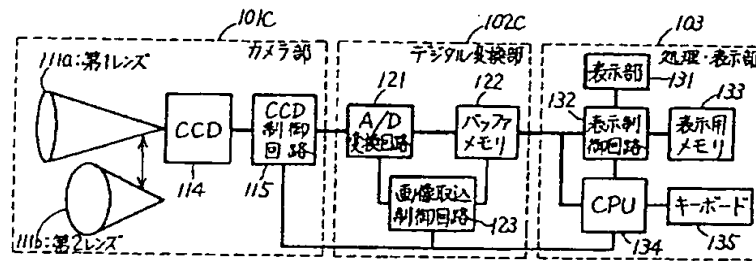 101C
102C
103
カメラ部
デジタル変換部
処理・表示部
111a:第1レンズ
CCD
114
CCD
制御
回路
115
111b:第2レンズ
121
A/D
変換回路
122
バッファ
メモリ
画像取込
制御回路
123
表示部
131
132
表示制
御回路
133
表示用
メモリ
CPU
134
キーボード
135